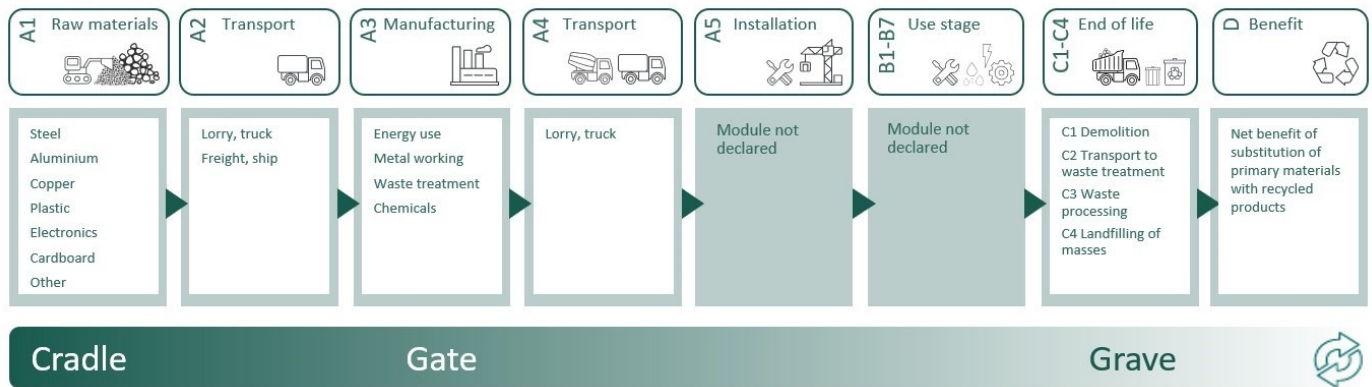 A1 Raw materials
A2 Transport
A3 Manufacturing
A4 Transport
A5 Installation
B1-B7 Use stage
C1-C4 End of life
D Benefit
Steel
Aluminium
Copper
Plastic
Electronics
Cardboard
Other
Lorry, truck
Freight, ship
Energy use
Metal working
Waste treatment
Chemicals
Lorry, truck
Module not
declared
Module not
declared
C1 Demolition
C2 Transport to
waste treatment
C3 Waste
processing
C4 Landfilling of
masses
Net benefit of
substitution of
primary materials
with recycled
products
Cradle
Gate
Grave